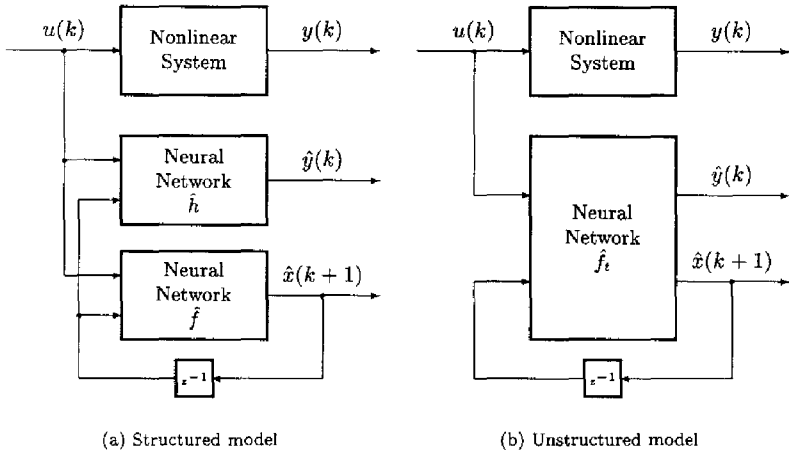 u(k)
Nonlinear
System
y(k)
Neural
Network
ĥ
ŷ(k)
Neural
Network
f̂
x̂(k + 1)
z⁻¹
(a) Structured model
u(k)
Nonlinear
System
y(k)
Neural
Network
f̂ₜ
ŷ(k)
x̂(k + 1)
z⁻¹
(b) Unstructured model